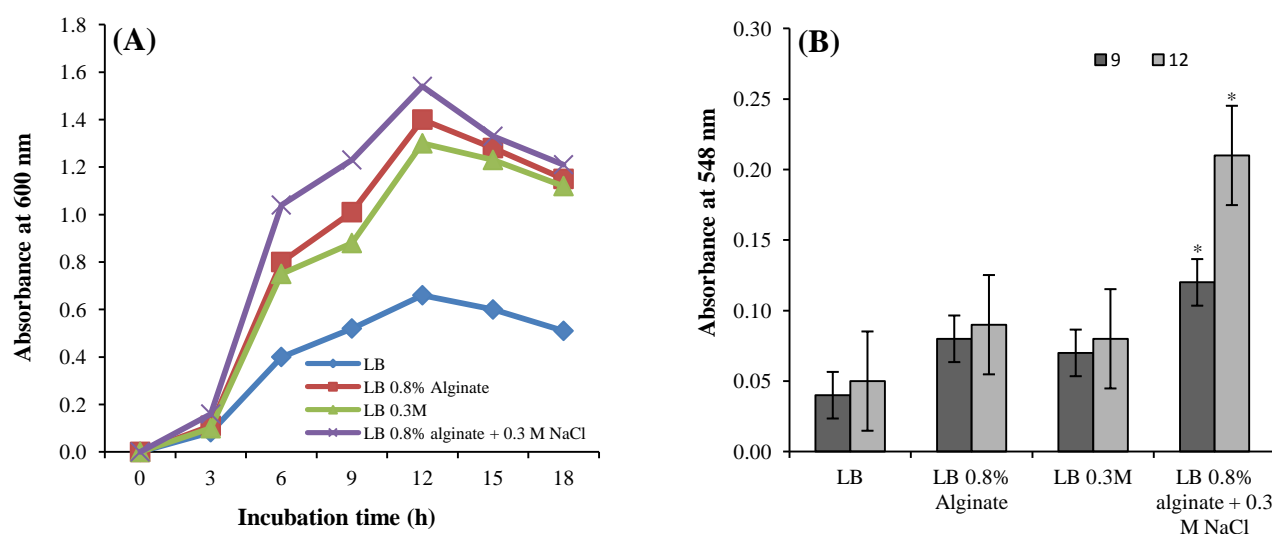 (A)
Absorbance at 600 nm
1.8
1.6
1.4
1.2
1.0
0.8
0.6
0.4
0.2
0.0
0 3 6 9 12 15 18
Incubation time (h)
LB
LB 0.8% Alginate
LB 0.3M
LB 0.8% alginate + 0.3 M NaCl
(B)
Absorbance at 548 nm
0.30
0.25
0.20
0.15
0.10
0.05
0.00
9 12
*
*
LB
LB 0.8%
Alginate
LB 0.3M
LB 0.8%
alginate + 0.3
M NaCl